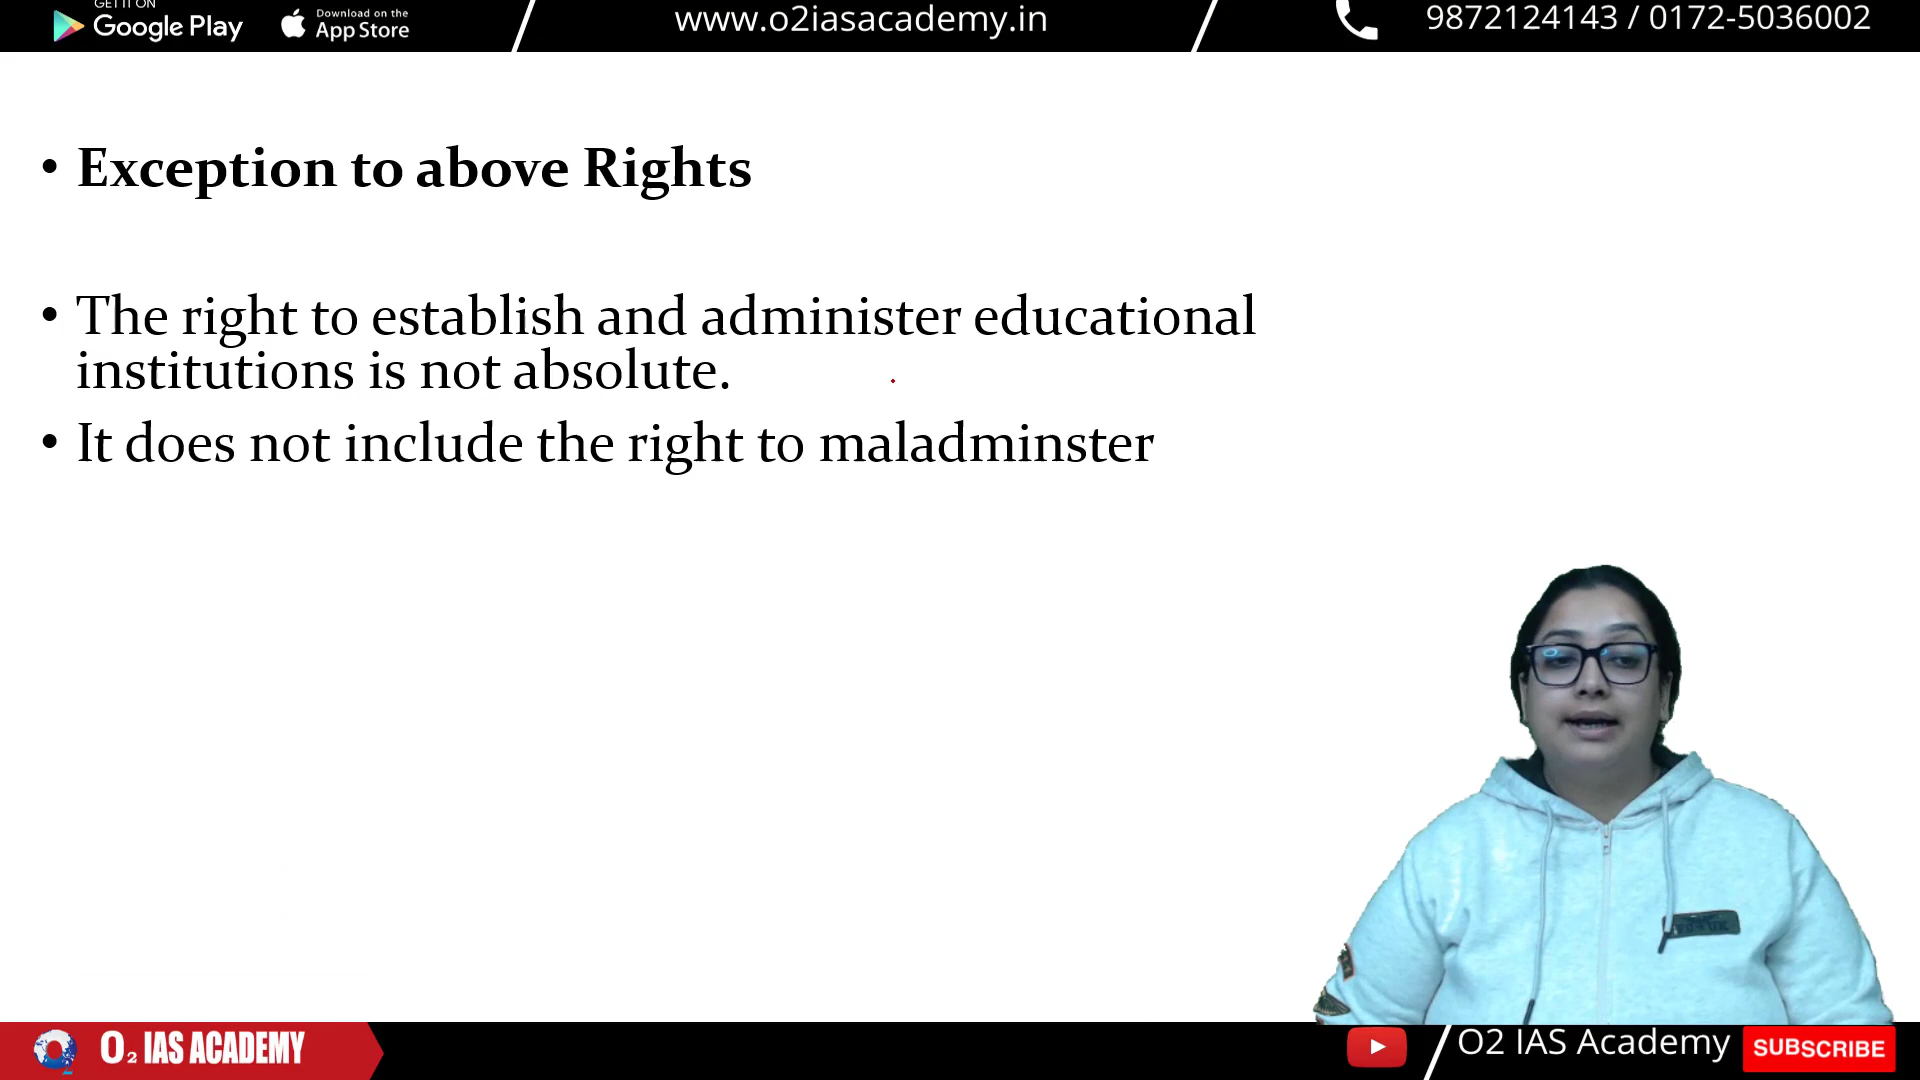 GET IT ON
Google Play
Download on the
App Store
www.o2iasacademy.in
9872124143 / 0172-5036002
• Exception to above Rights
• The right to establish and administer educational
institutions is not absolute.
• It does not include the right to maladminster
O2 IAS ACADEMY
O2 IAS Academy
SUBSCRIBE